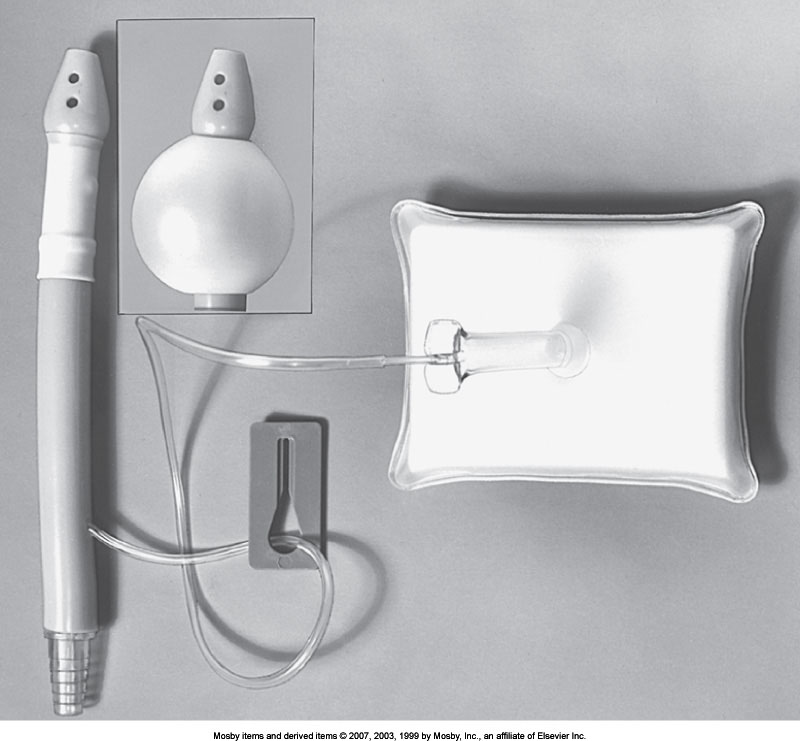 Mosby items and derived items © 2007, 2003, 1999 by Mosby, Inc., an affiliate of Elsevier Inc.